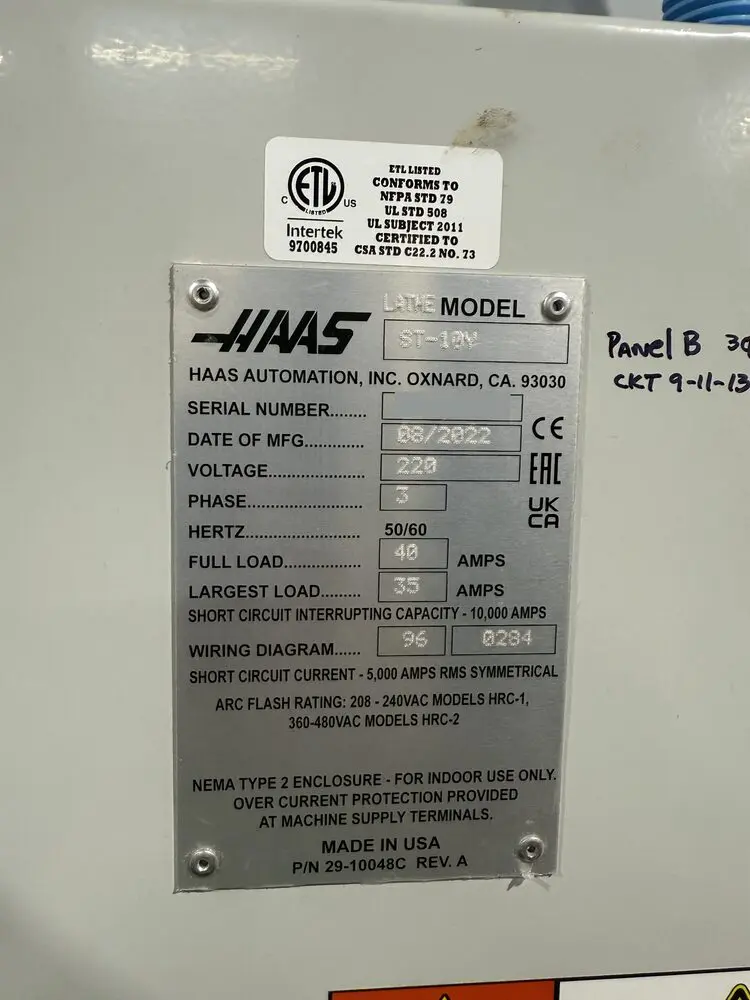 ETL LISTED
CONFORMS TO
NFPA STD 79
UL STD 508
UL SUBJECT 2011
CERTIFIED TO
CSA STD C22.2 NO. 73
C ETL US
LISTED
Intertek
9700845
HAAS
LATHE MODEL
ST-10Y
HAAS AUTOMATION, INC. OXNARD, CA. 93030
SERIAL NUMBER........
DATE OF MFG............ 08/2022
VOLTAGE................... 220
PHASE....................... 3
HERTZ....................... 50/60
FULL LOAD............... 40 AMPS
LARGEST LOAD....... 35 AMPS
CE
EAC
UK
CA
SHORT CIRCUIT INTERRUPTING CAPACITY - 10,000 AMPS
WIRING DIAGRAM...... 96 0284
SHORT CIRCUIT CURRENT - 5,000 AMPS RMS SYMMETRICAL
ARC FLASH RATING: 208 - 240VAC MODELS HRC-1,
360-480VAC MODELS HRC-2
NEMA TYPE 2 ENCLOSURE - FOR INDOOR USE ONLY.
OVER CURRENT PROTECTION PROVIDED
AT MACHINE SUPPLY TERMINALS.
MADE IN USA
P/N 29-10048C REV. A
Panel B 3Φ
CKT 9-11-13